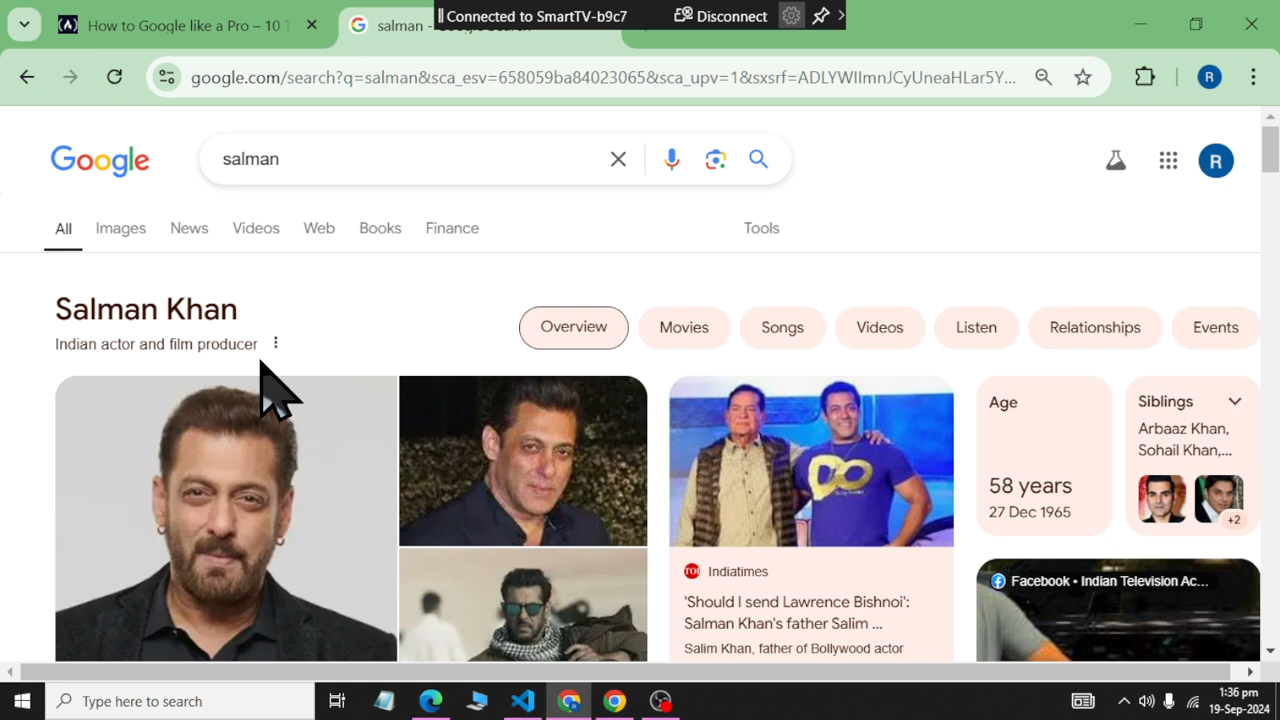 How to Google like a Pro – 10 T
salman -
Connected to SmartTV-b9c7
Disconnect
google.com/search?q=salman&sca_esv=658059ba84023065&sca_upv=1&sxsrf=ADLYWIlmnJCyUneaHLar5Y...
R
Google
salman
R
All
Images
News
Videos
Web
Books
Finance
Tools
Salman Khan
Indian actor and film producer
Overview
Movies
Songs
Videos
Listen
Relationships
Events
Age
58 years
27 Dec 1965
Siblings
Arbaaz Khan,
Sohail Khan,...
+2
TOI Indiatimes
'Should I send Lawrence Bishnoi':
Salman Khan's father Salim ...
Salim Khan, father of Bollywood actor
Facebook • Indian Television Ac...
Type here to search
1:36 pm
19-Sep-2024